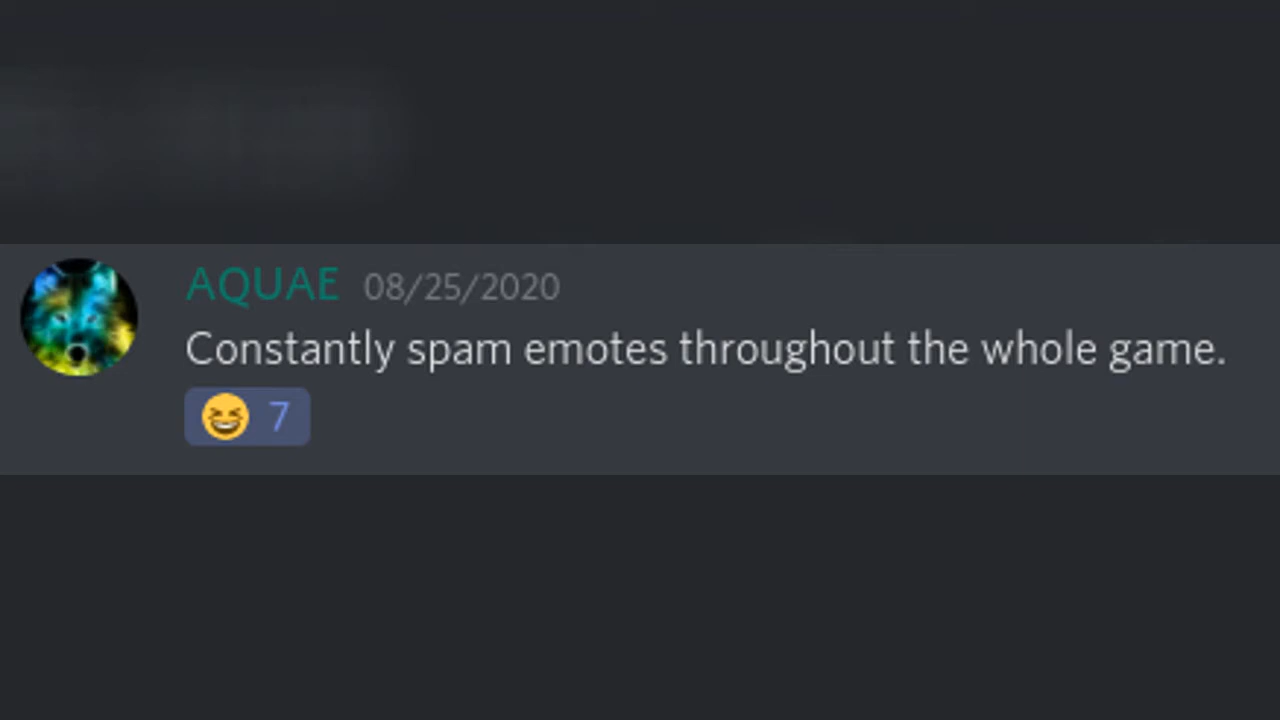 AQUAE 08/25/2020
Constantly spam emotes throughout the whole game.
😆 7